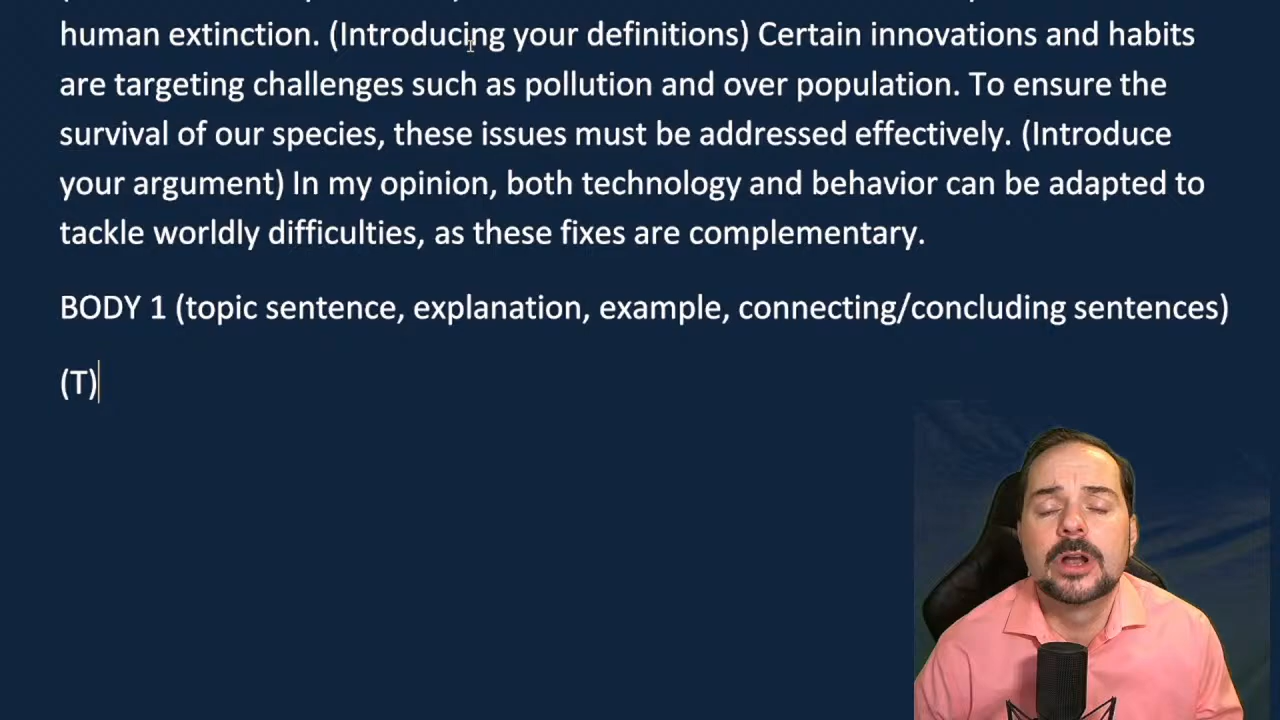 human extinction. (Introducing your definitions) Certain innovations and habits
are targeting challenges such as pollution and over population. To ensure the
survival of our species, these issues must be addressed effectively. (Introduce
your argument) In my opinion, both technology and behavior can be adapted to
tackle worldly difficulties, as these fixes are complementary.
BODY 1 (topic sentence, explanation, example, connecting/concluding sentences)
(T)